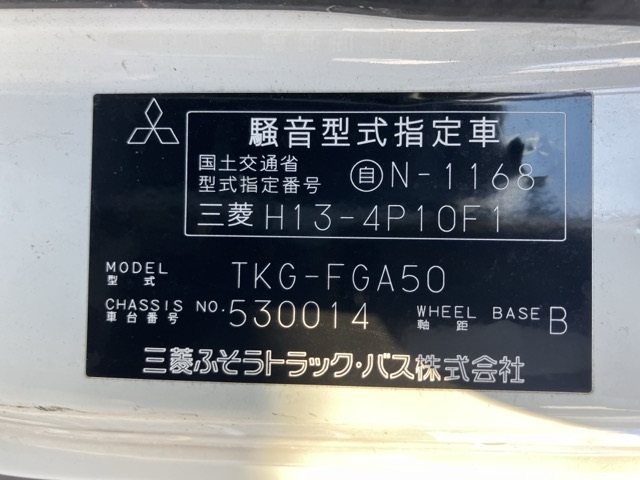 騒音型式指定車
国土交通省
型式指定番号 ㊂N-1168
三菱 H13-4P10F1
MODEL
型式 TKG-FGA50
CHASSIS NO.
車台番号 530014 WHEEL BASE
軸距 B
三菱ふそうトラック・バス株式会社